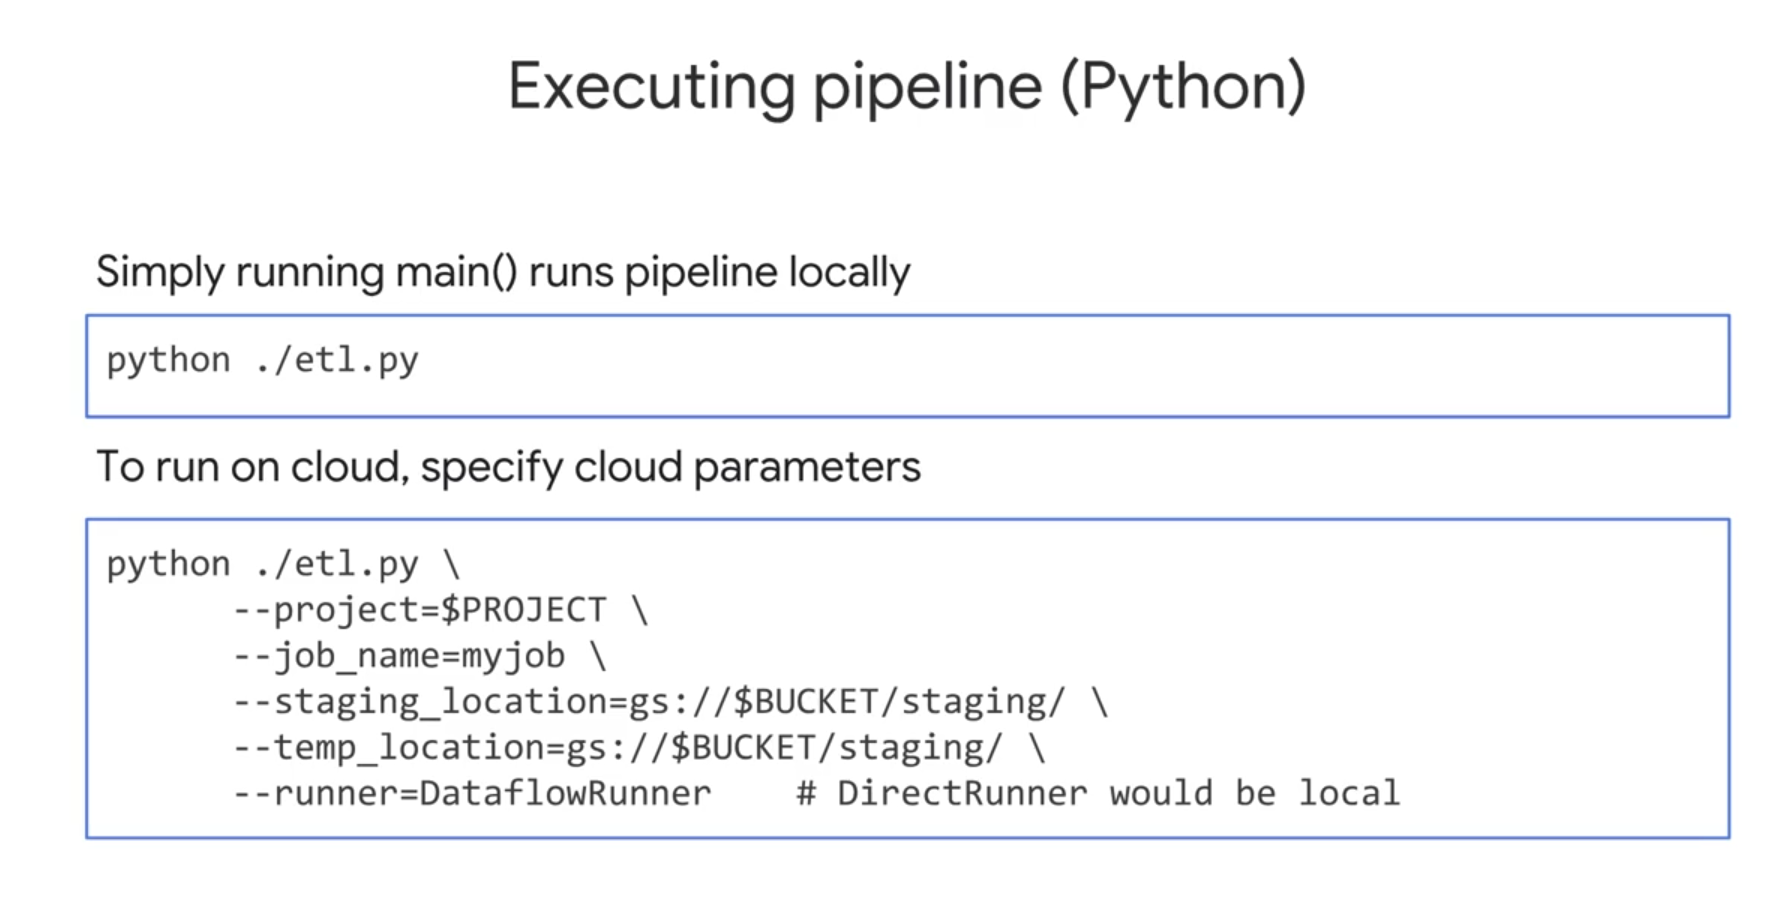 Executing pipeline (Python)
Simply running main() runs pipeline locally
python ./etl.py
To run on cloud, specify cloud parameters
python ./etl.py \
--project=$PROJECT \
--job_name=myjob \
--staging_location=gs://$BUCKET/staging/ \
--temp_location=gs://$BUCKET/staging/ \
--runner=DataflowRunner    # DirectRunner would be local